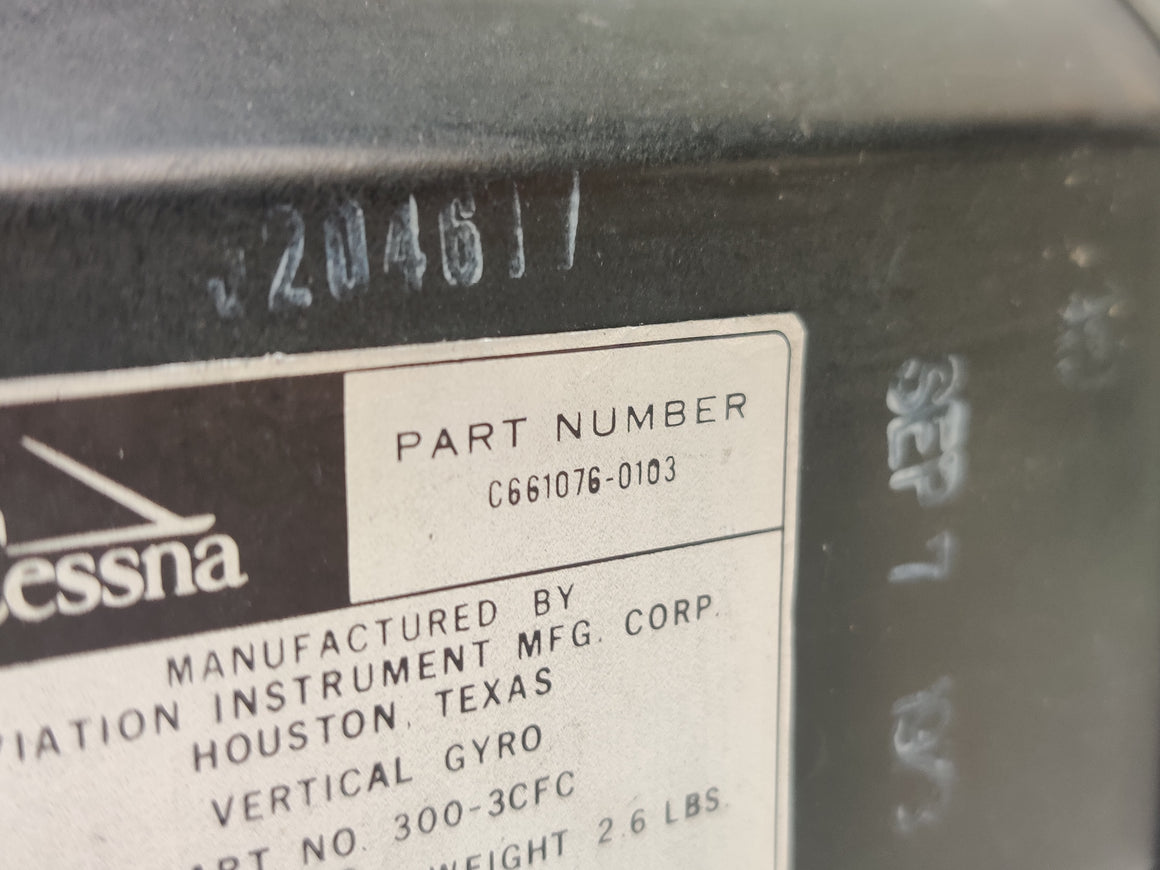 204611
PART NUMBER
C661076-0103
essna
MANUFACTURED BY
IATION INSTRUMENT MFG. CORP.
HOUSTON, TEXAS
VERTICAL GYRO
ART NO. 300-3CFC
WEIGHT 2.6 LBS.
SEP 7